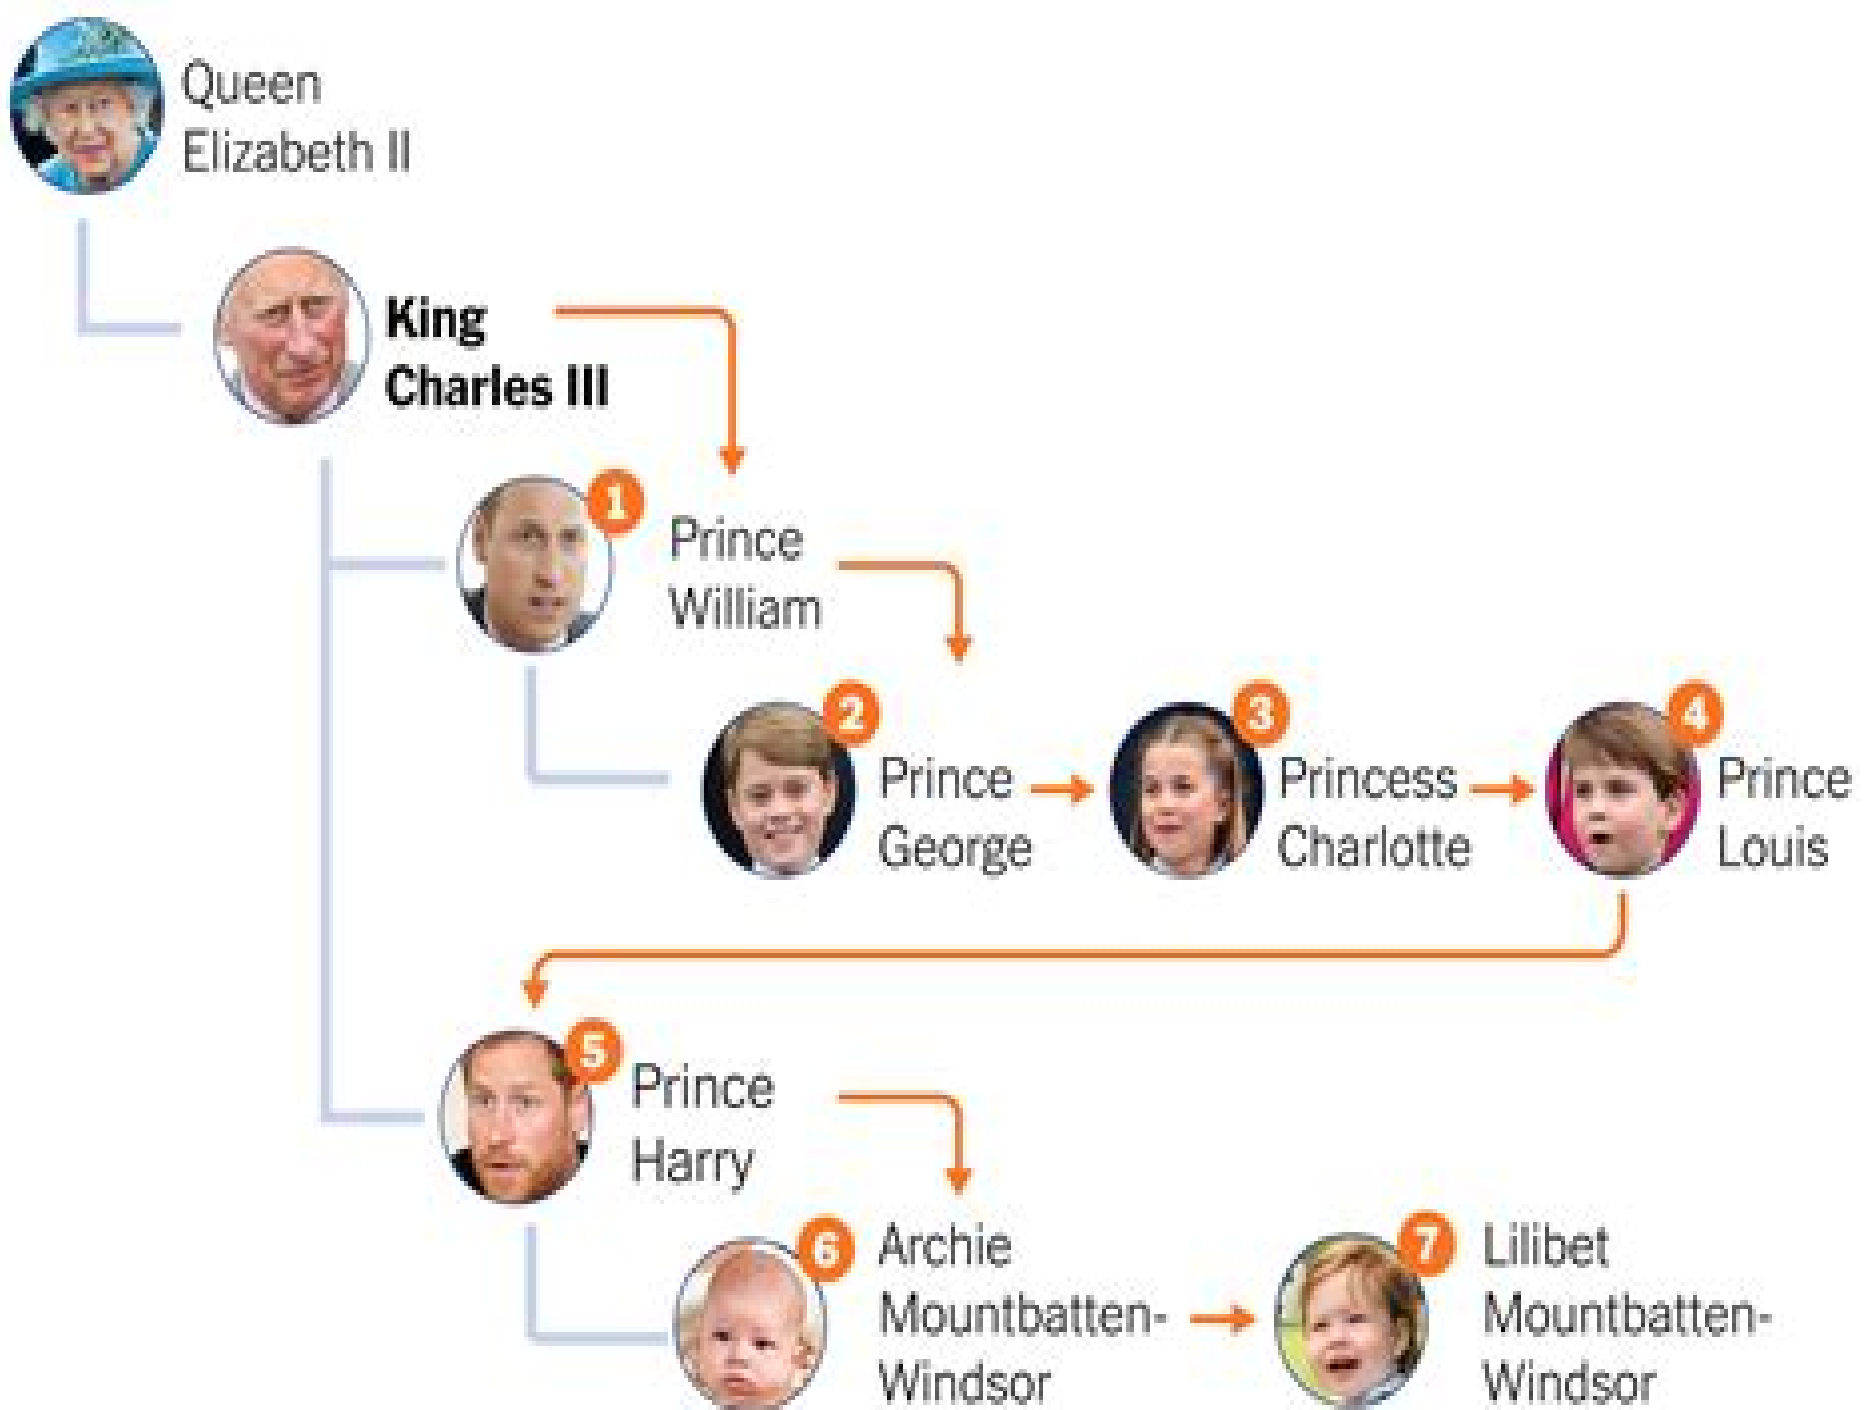 Queen
Elizabeth II
King
Charles III
1
Prince
William
2
Prince
George
3
Princess
Charlotte
4
Prince
Louis
5
Prince
Harry
6
Archie
Mountbatten-
Windsor
7
Lilibet
Mountbatten-
Windsor